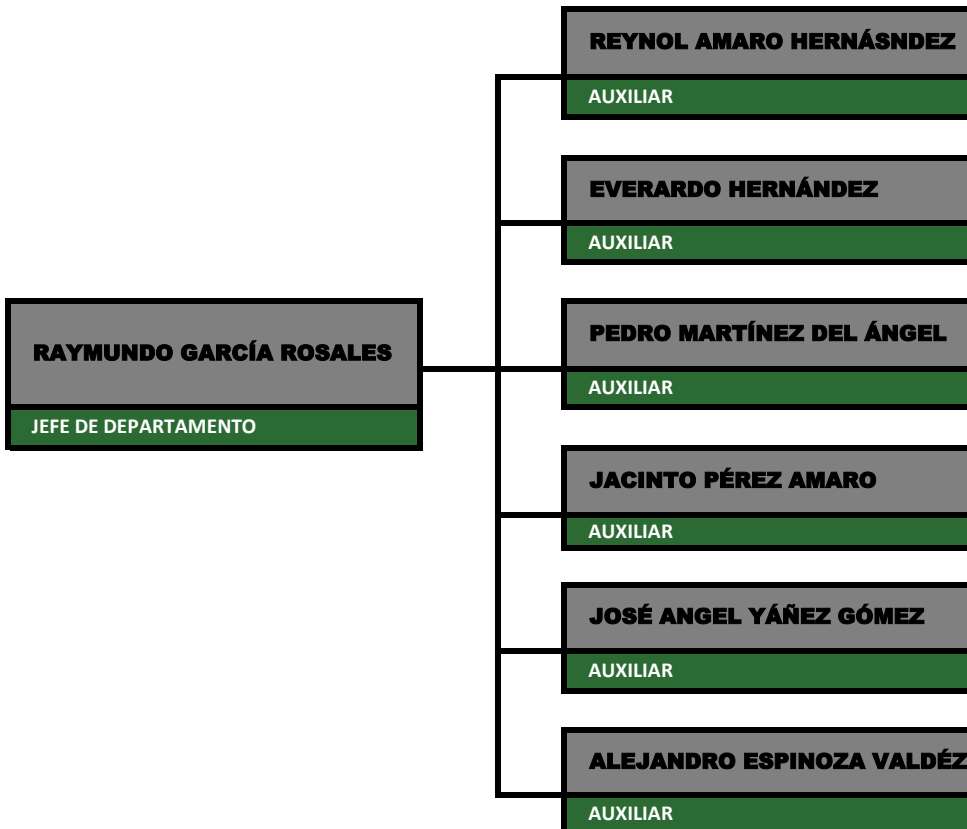 REYNOL AMARO HERNÁSNDEZ
AUXILIAR
EVERARDO HERNÁNDEZ
AUXILIAR
RAYMUNDO GARCÍA ROSALES
JEFE DE DEPARTAMENTO
PEDRO MARTÍNEZ DEL ÁNGEL
AUXILIAR
JACINTO PÉREZ AMARO
AUXILIAR
JOSÉ ANGEL YÁÑEZ GÓMEZ
AUXILIAR
ALEJANDRO ESPINOZA VALDÉZ
AUXILIAR